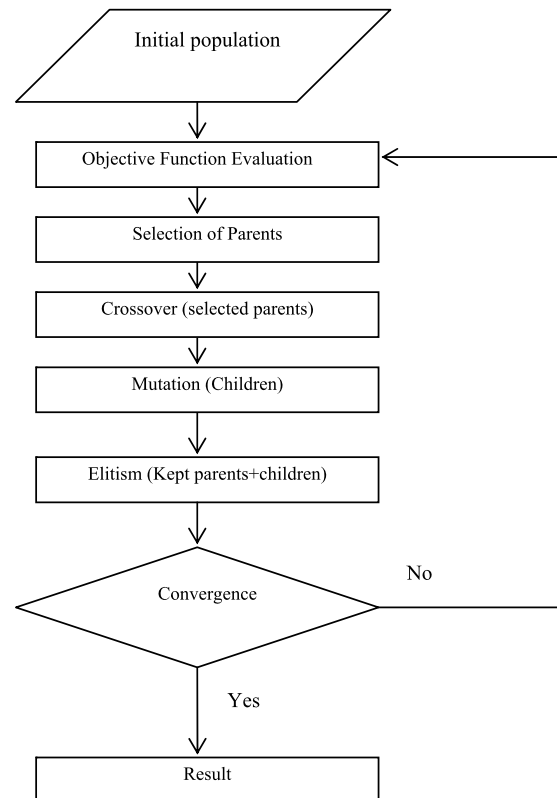 Initial population
Objective Function Evaluation
Selection of Parents
Crossover (selected parents)
Mutation (Children)
Elitism (Kept parents+children)
Convergence
No
Yes
Result